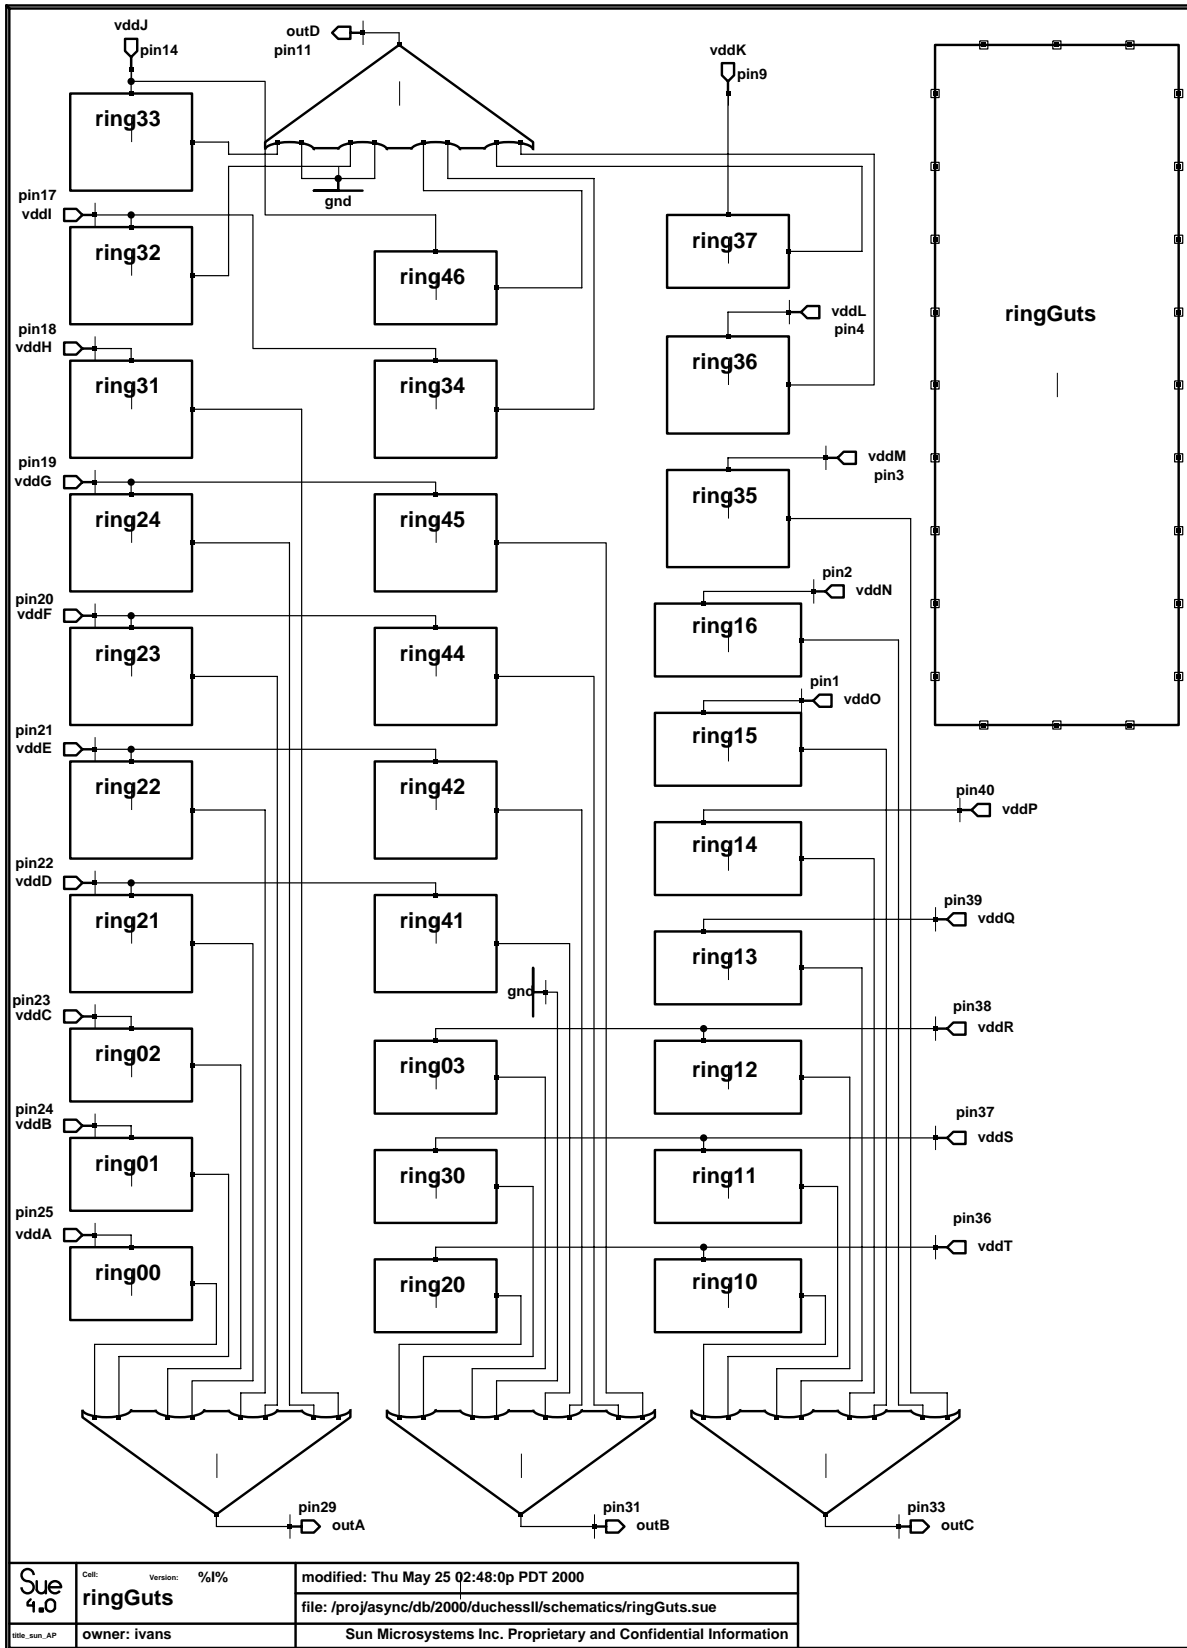 vddJ
pin14
outD
pin11
vddK
pin9
ring33
gnd
pin17
vddI
ring32
ring46
ring37
ringGuts
vddL
pin4
pin18
vddH
ring31
ring34
ring36
vddM
pin3
pin19
vddG
ring24
ring45
ring35
pin2
vddN
pin20
vddF
ring23
ring44
ring16
pin1
vddO
pin21
vddE
ring22
ring42
ring15
pin40
vddP
pin22
vddD
ring21
ring41
ring14
pin39
vddQ
ring13
gnd
pin23
vddC
ring02
ring03
ring12
pin38
vddR
pin24
vddB
ring01
ring30
ring11
pin37
vddS
pin25
vddA
ring00
ring20
ring10
pin36
vddT
pin29
outA
pin31
outB
pin33
outC
Sue 4.0
Cell: Version: %I%
ringGuts
modified: Thu May 25 02:48:0p PDT 2000
file: /proj/async/db/2000/duchessII/schematics/ringGuts.sue
title_sun_AP
owner: ivans
Sun Microsystems Inc. Proprietary and Confidential Information